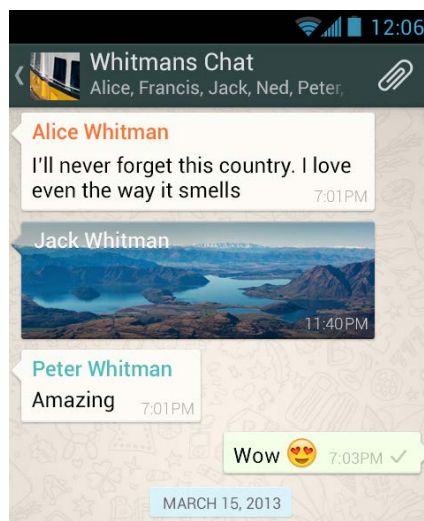 12:06
Whitmans Chat
Alice, Francis, Jack, Ned, Peter,
Alice Whitman
I'll never forget this country. I love
even the way it smells
7:01PM
Jack Whitman
11:40PM
Peter Whitman
Amazing
7:01PM
Wow 😍
7:03PM
MARCH 15, 2013